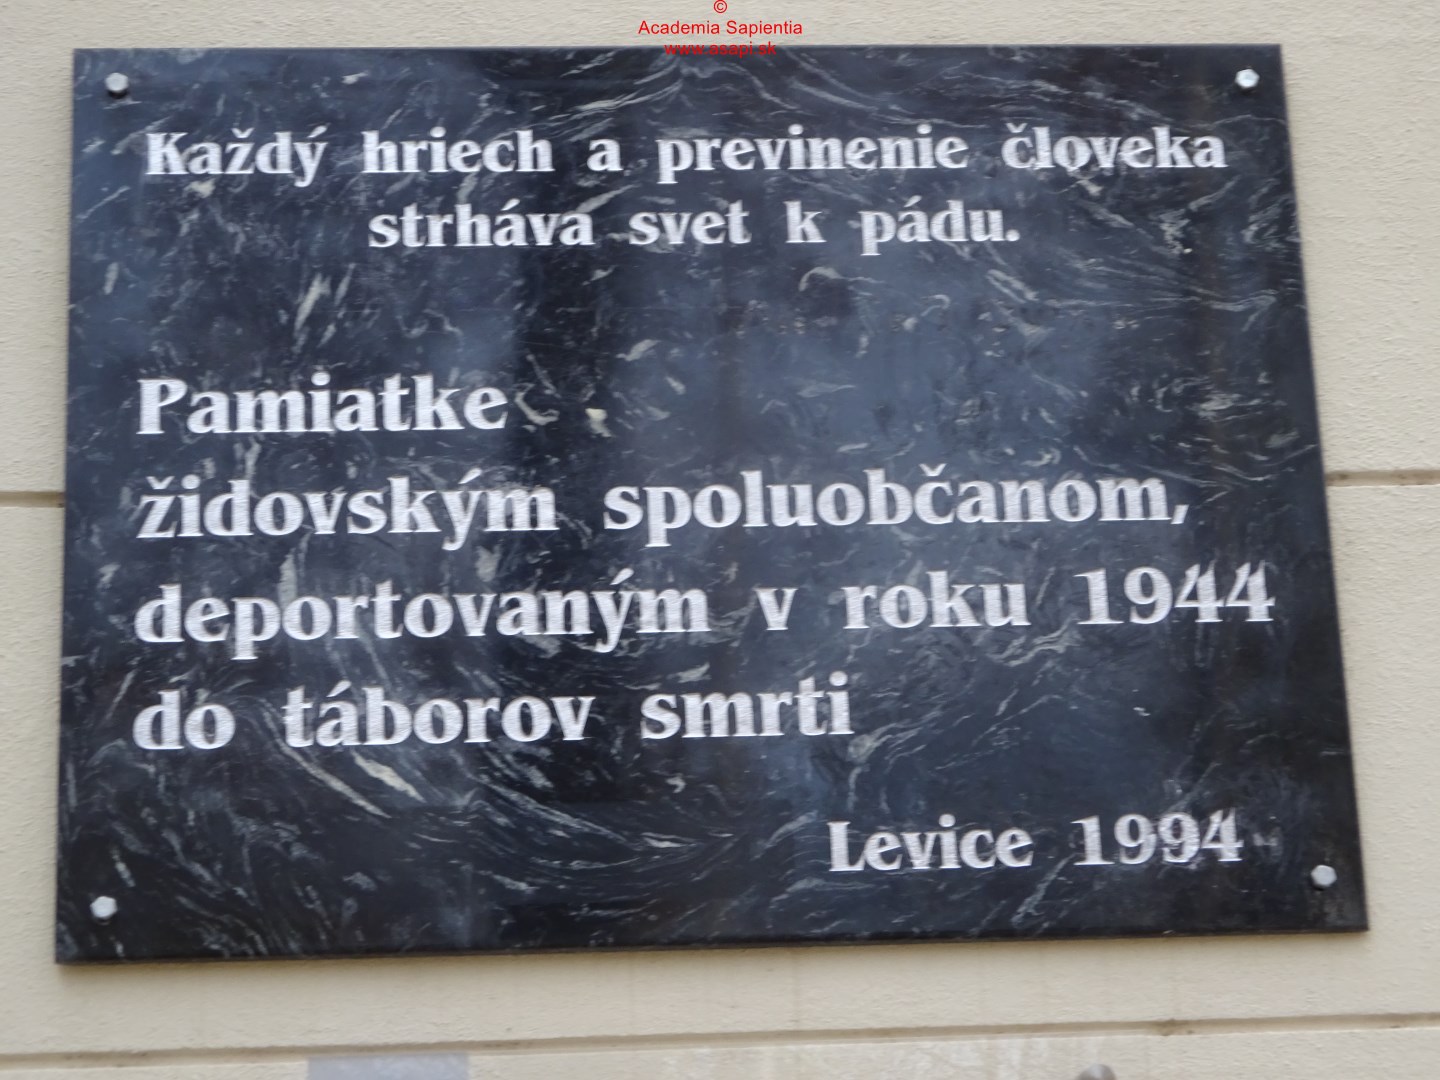 ©
Academia Sapientia
www.asapi.sk
Každý hriech a previnenie človeka
strháva svet k pádu.
Pamiatke
židovským spoluobčanom,
deportovaným v roku 1944
do táborov smrti
Levice 1994